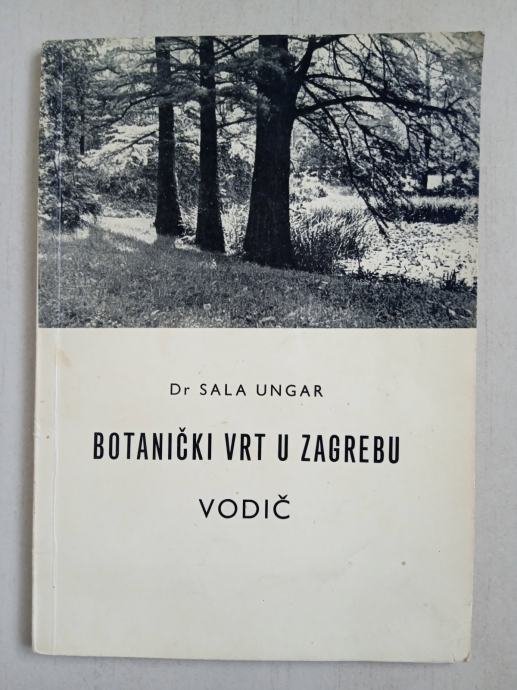 Dr SALA UNGAR
BOTANIČKI VRT U ZAGREBU
VODIČ